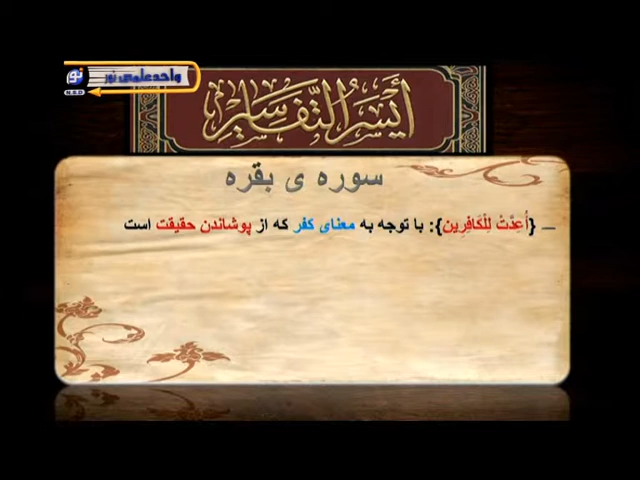 واحد علمی نور
نور
N.S.D
أيسر التفاسير
سوره ی بقره
_ {أُعِدَّتْ لِلْكَافِرِين}: با توجه به معنای کفر که از پوشاندن حقیقت است